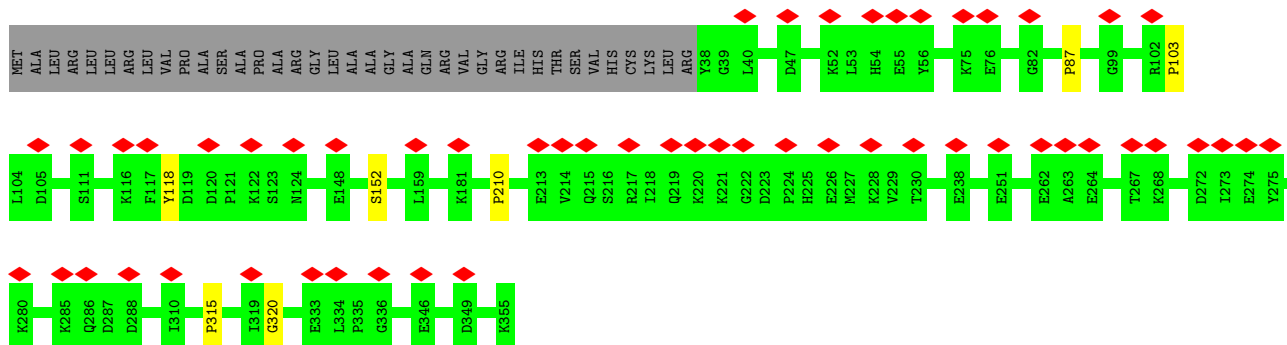 MET ALA LEU ARG LEU LEU ARG LEU VAL PRO ALA SER ALA PRO ALA ARG GLY LEU ALA ALA GLY ALA GLN ARG VAL GLY ARG ILE HIS THR SER VAL HIS CYS LYS LEU ARG Y38 G39 L40 D47 K52 L53 H54 E55 Y56 K75 E76 G82 P87 G99 R102 P103
L104 D105 S111 K116 F117 Y118 D119 D120 P121 K122 S123 N124 E148 S152 L159 K181 P210 E213 V214 Q215 S216 R217 I218 Q219 K220 K221 G222 D223 P224 H225 E226 M227 K228 V229 T230 E238 E251 E262 A263 E264 T267 K268 D272 I273 E274 Y275
K280 K285 Q286 D287 D288 I310 P315 I319 G320 E333 L334 P335 G336 E346 D349 K355